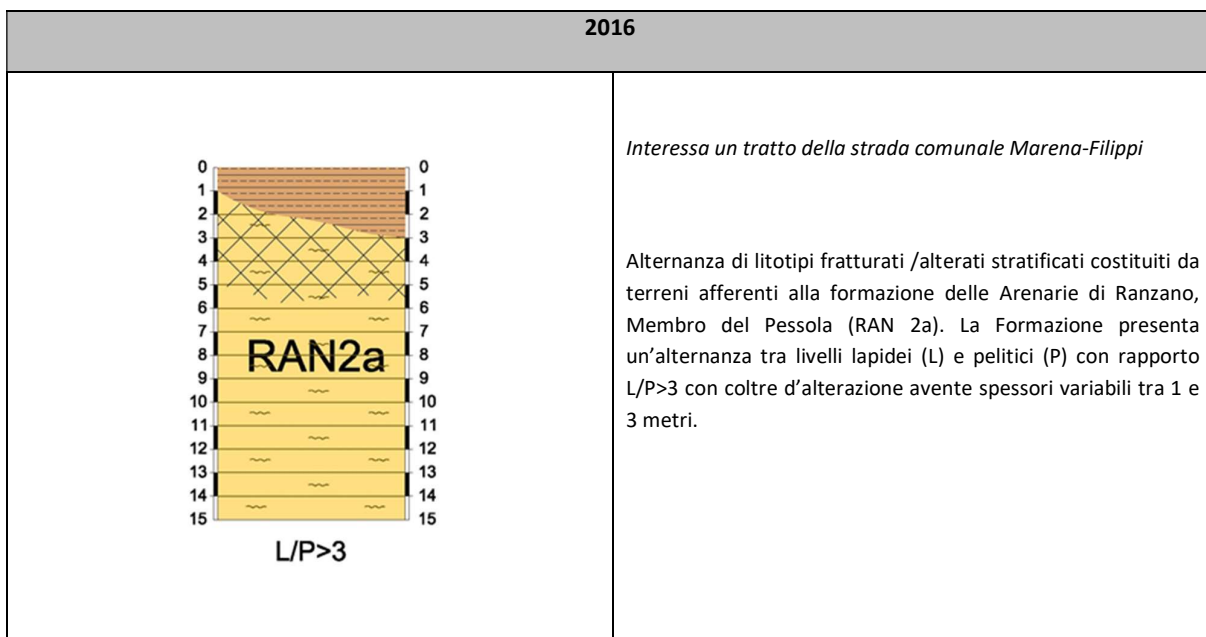 2016
0 0
1 1
2 2
3 3
4 4
5 5
6 6
7 7
RAN2a
8 8
9 9
10 10
11 11
12 12
13 13
14 14
15 15
L/P>3
Interessa un tratto della strada comunale Marena-Filippi
Alternanza di litotipi fratturati /alterati stratificati costituiti da
terreni afferenti alla formazione delle Arenarie di Ranzano,
Membro del Pessola (RAN 2a). La Formazione presenta
un’alternanza tra livelli lapidei (L) e pelitici (P) con rapporto
L/P>3 con coltre d’alterazione avente spessori variabili tra 1 e
3 metri.